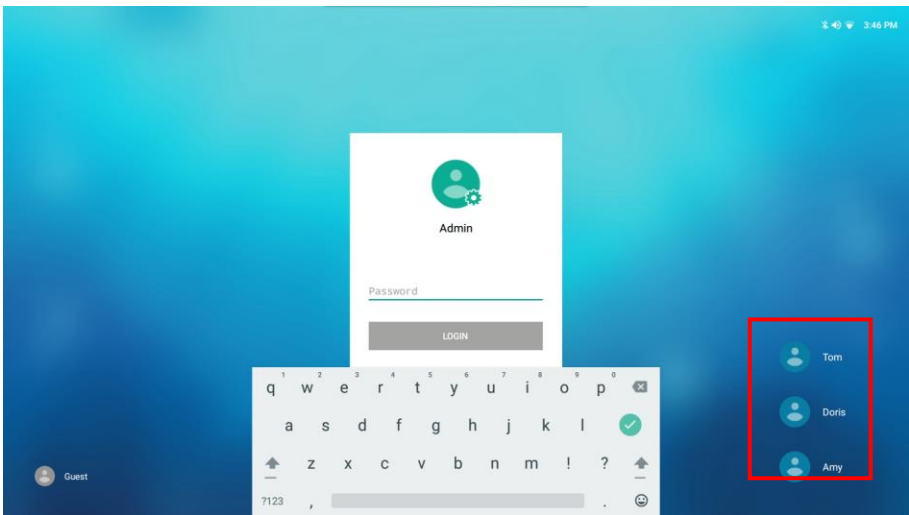 3:46 PM
Admin
Password
LOGIN
Tom
Doris
Amy
Guest
1 2 3 4 5 6 7 8 9 0
q w e r t y u i o p
a s d f g h j k l
z x c v b n m ! ?
?123 , .